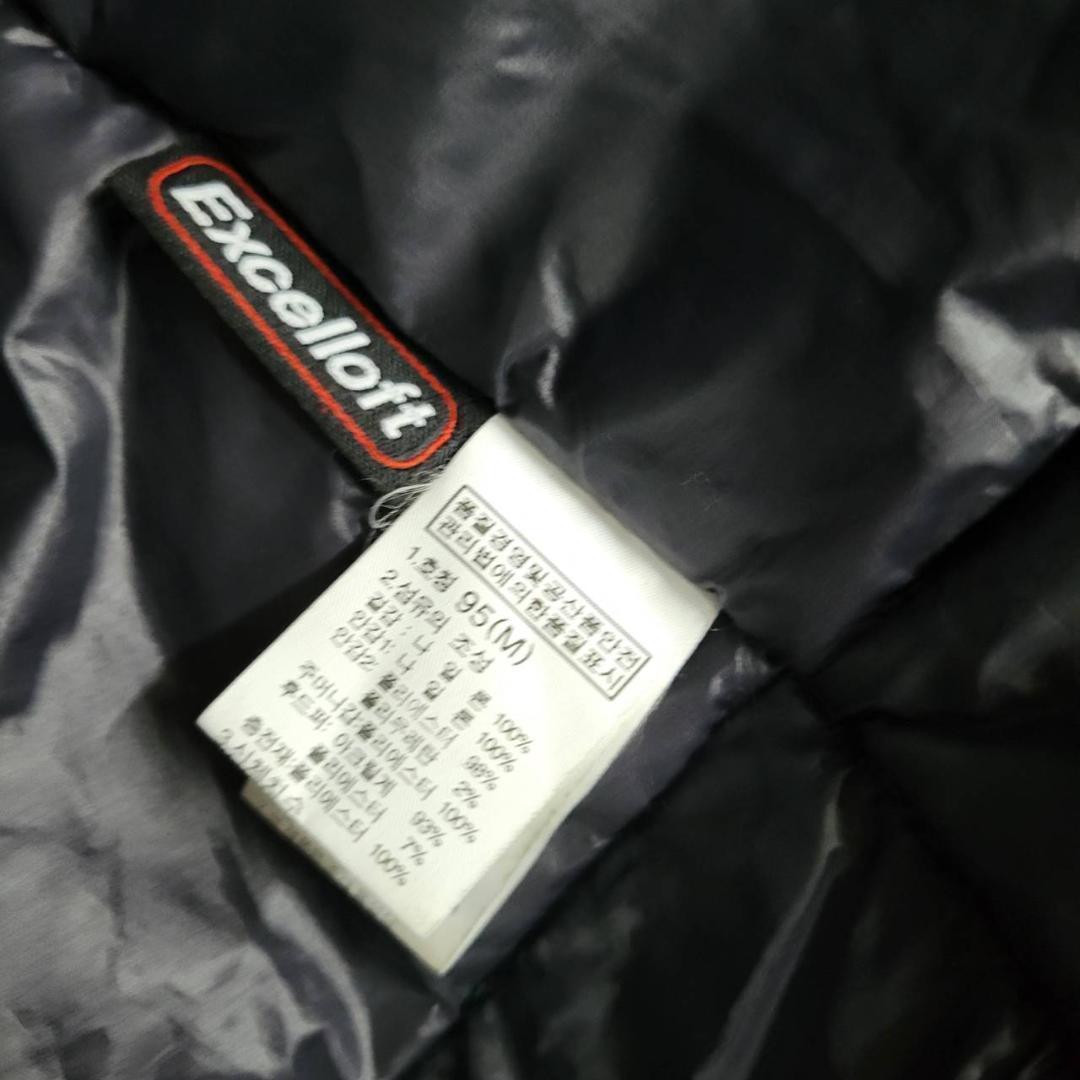 Excelloft
품질경영및공산품안전
관리법에의한품질표시
1.호칭 95(M)
2.섬유의 조성
겉감 : 나 일 론 100%
안감1: 나 일 론 100%
안감2: 폴리에스터 98%
폴리우레탄 2%
주머니감:폴리에스터 100%
후드파: 아크릴계 93%
폴리에스터 7%
충전재:폴리에스터 100%